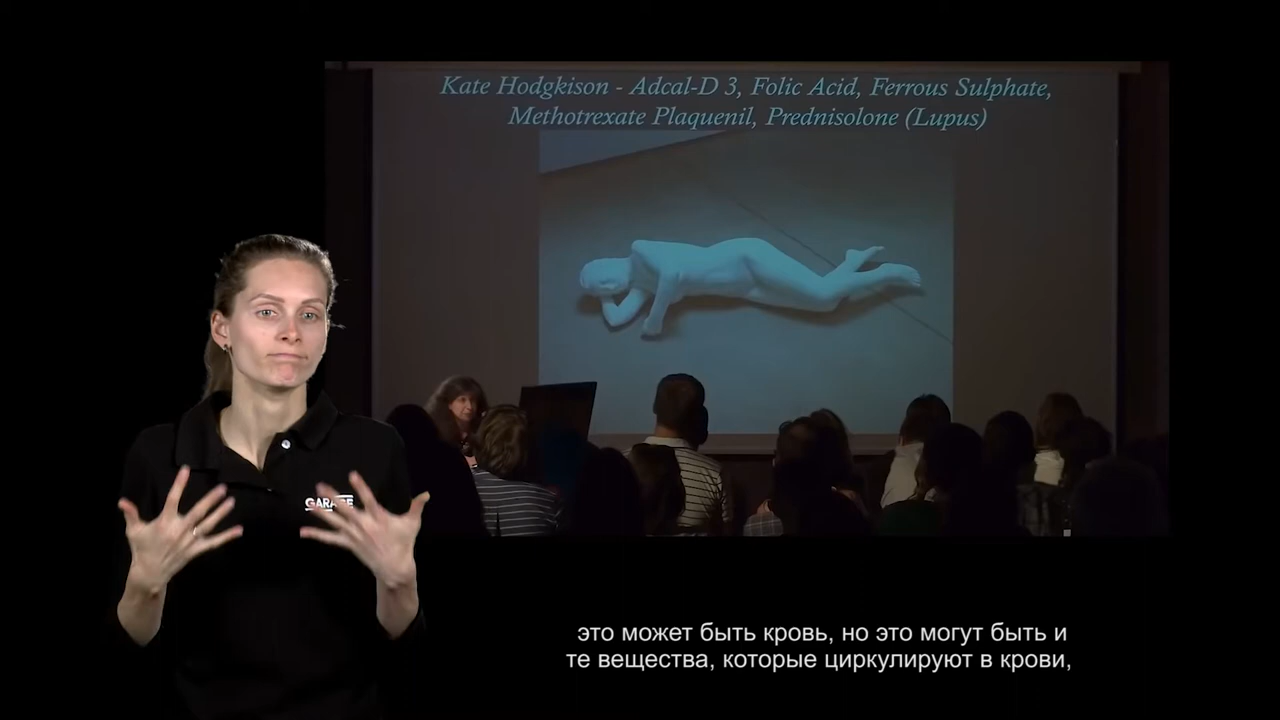 Kate Hodgkison - Adcal-D 3, Folic Acid, Ferrous Sulphate,
Methotrexate Plaquenil, Prednisolone (Lupus)
GARAGE
это может быть кровь, но это могут быть и
те вещества, которые циркулируют в крови,